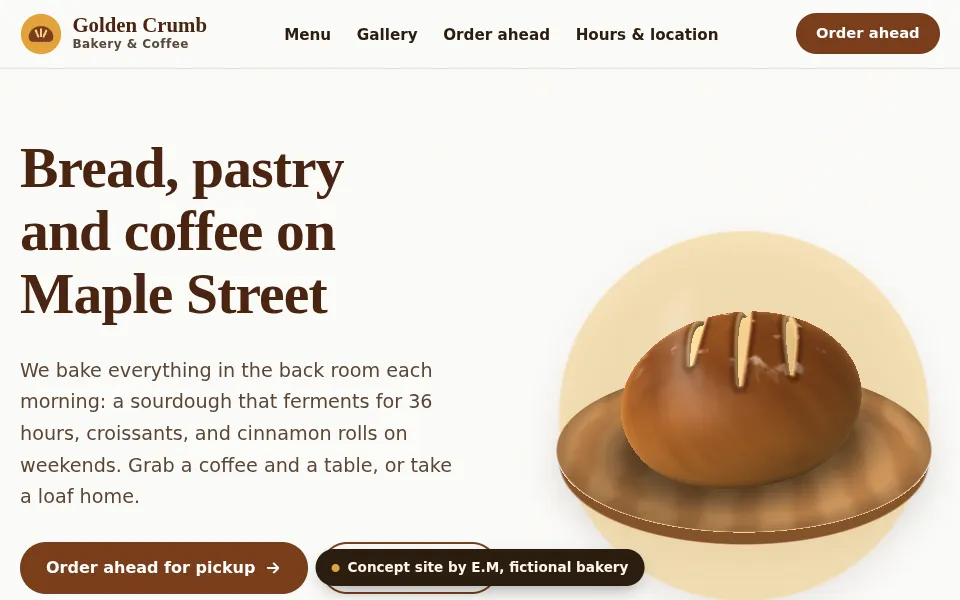 Golden Crumb
Bakery & Coffee
Menu
Gallery
Order ahead
Hours & location
Order ahead
Bread, pastry
and coffee on
Maple Street
We bake everything in the back room each
morning: a sourdough that ferments for 36
hours, croissants, and cinnamon rolls on
weekends. Grab a coffee and a table, or take
a loaf home.
Order ahead for pickup →
Concept site by E.M, fictional bakery